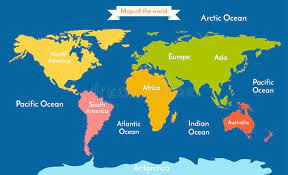 Map of the world
Arctic Ocean
North
America
Europe
Asia
Pacific
Ocean
Africa
Pacific Ocean
South
America
Atlantic
Ocean
Indian
Ocean
Australia
Antarctica